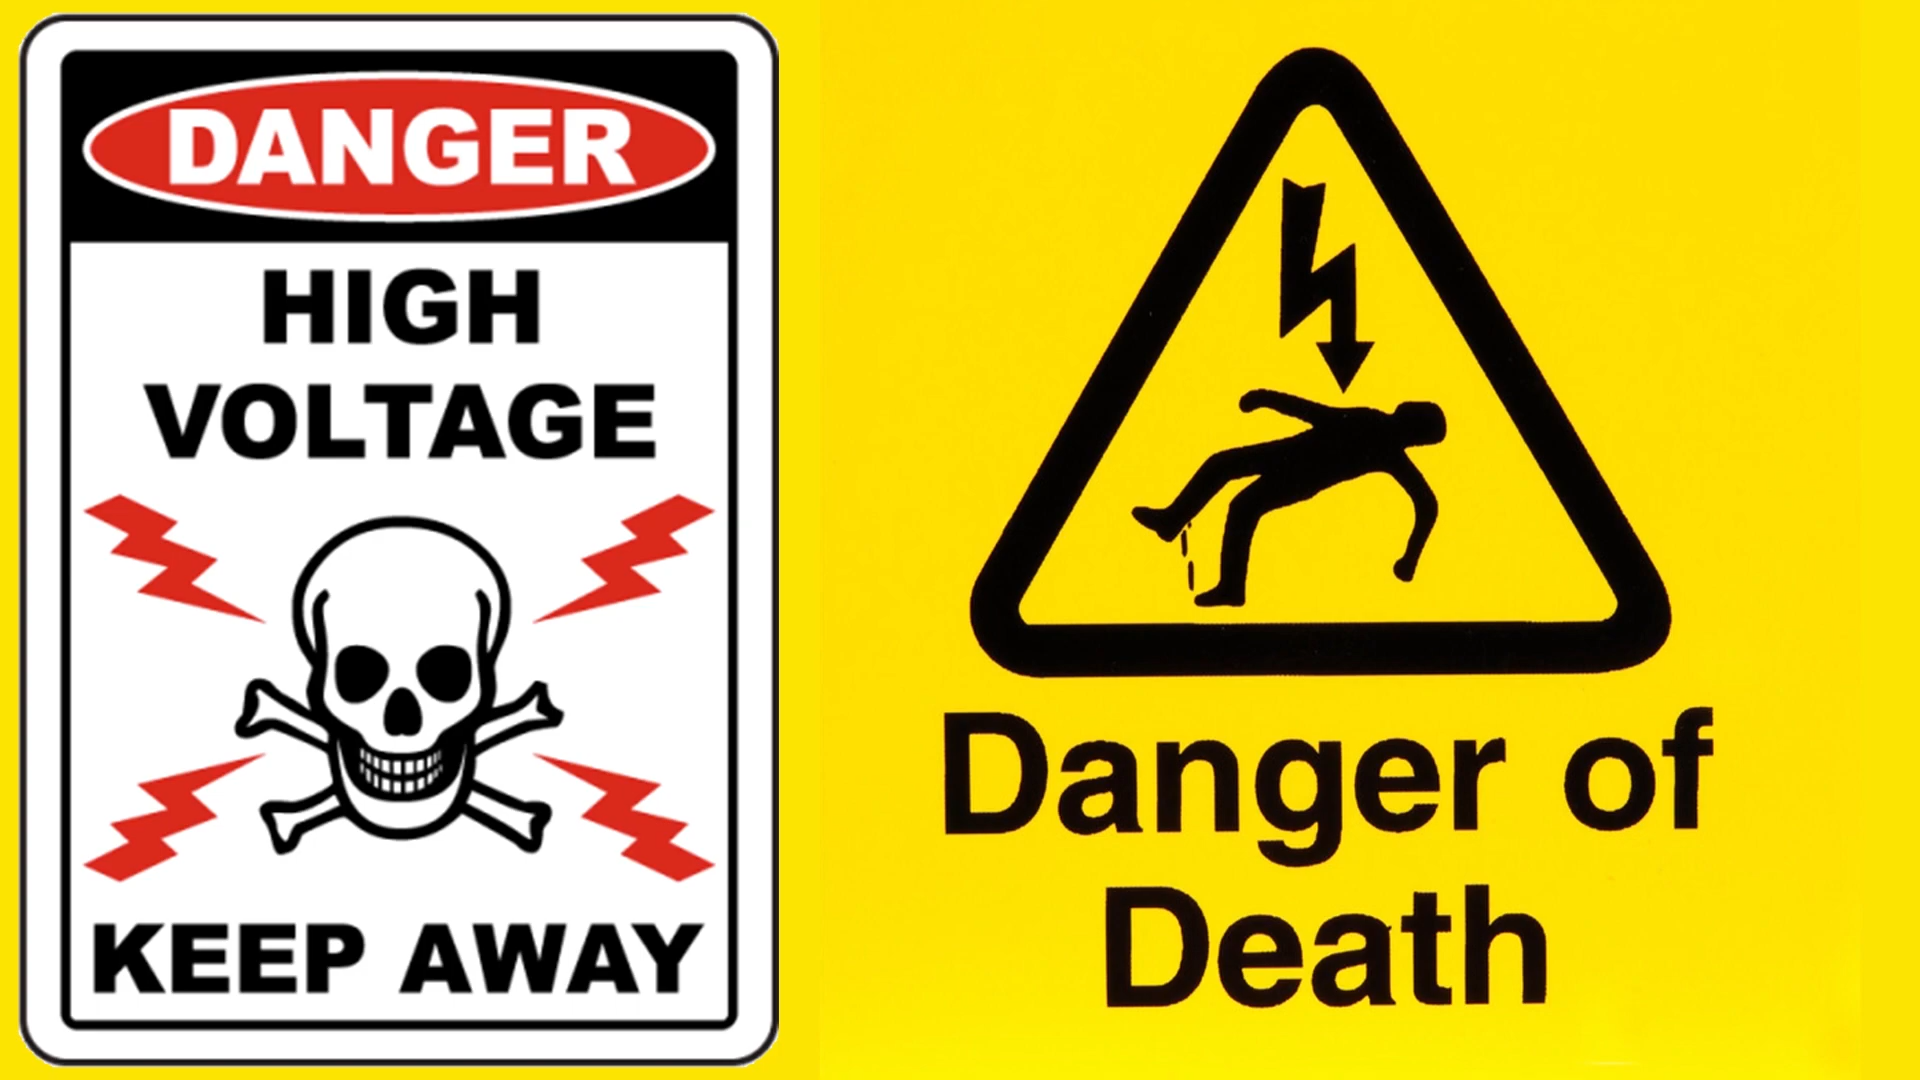 DANGER
HIGH
VOLTAGE
KEEP AWAY
Danger of
Death